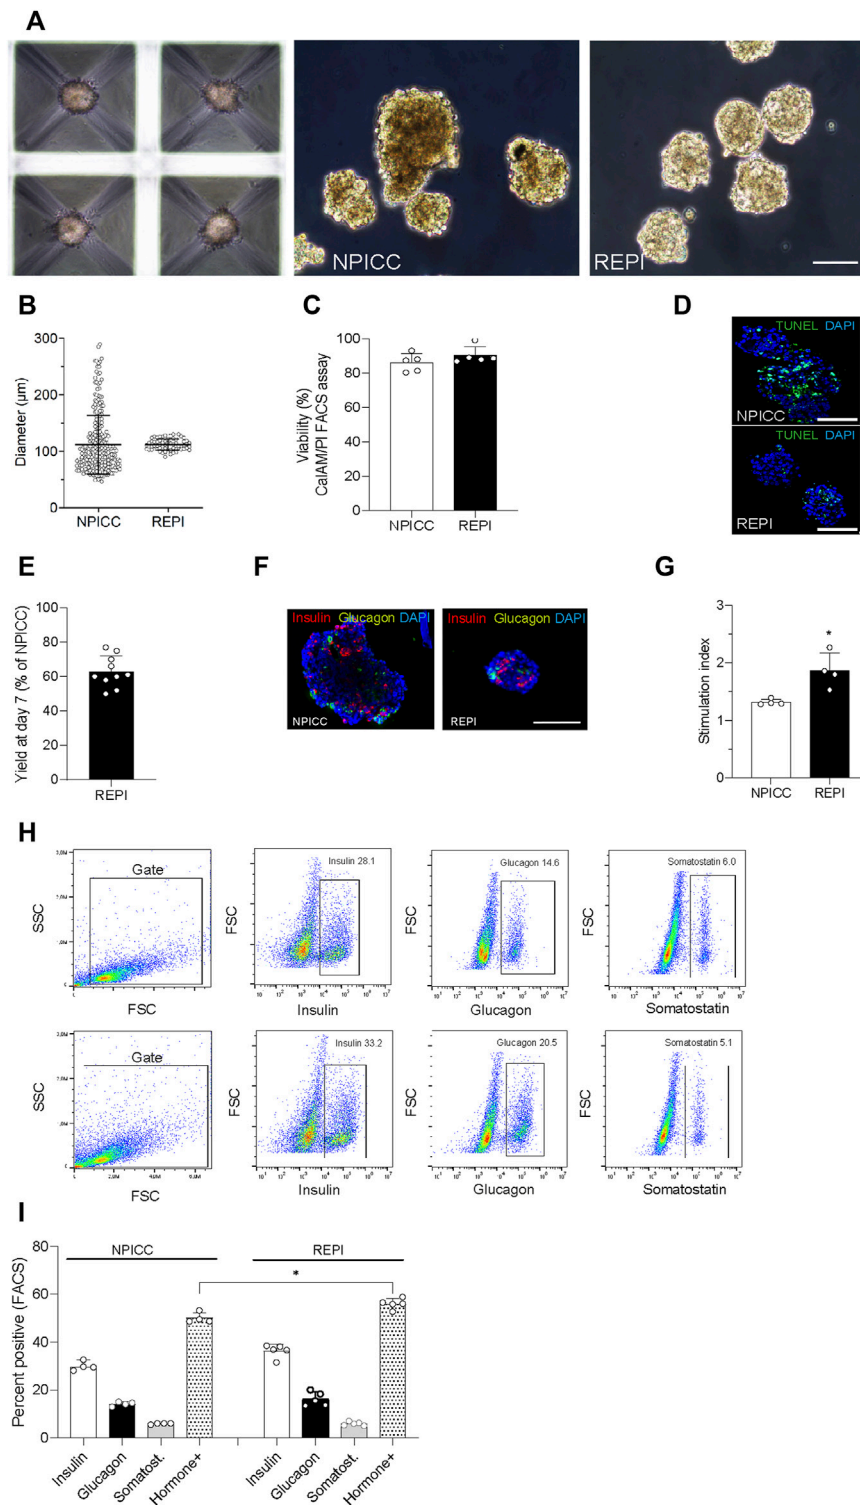 A
NPICC
REPI
B
Diameter (µm)
300
200
100
0
NPICC
REPI
C
Viability (%)
CalAM/PI FACS assay
100
80
60
40
20
0
NPICC
REPI
D
TUNEL DAPI
NPICC
TUNEL DAPI
REPI
E
Yield at day 7 (% of NPICC)
100
80
60
40
20
0
REPI
F
Insulin Glucagon DAPI
NPICC
Insulin Glucagon DAPI
REPI
G
Stimulation index
3
2
1
0
*
NPICC
REPI
H
Gate
SSC
FSC
Insulin 28.1
FSC
Insulin
Glucagon 14.6
FSC
Glucagon
Somatostatin 6.0
FSC
Somatostatin
Gate
SSC
FSC
Insulin 33.2
FSC
Insulin
Glucagon 20.5
FSC
Glucagon
Somatostatin 5.1
FSC
Somatostatin
I
Percent positive (FACS)
80
60
40
20
0
NPICC
REPI
*
Insulin
Glucagon
Somatost.
Hormone+
Insulin
Glucagon
Somatost.
Hormone+